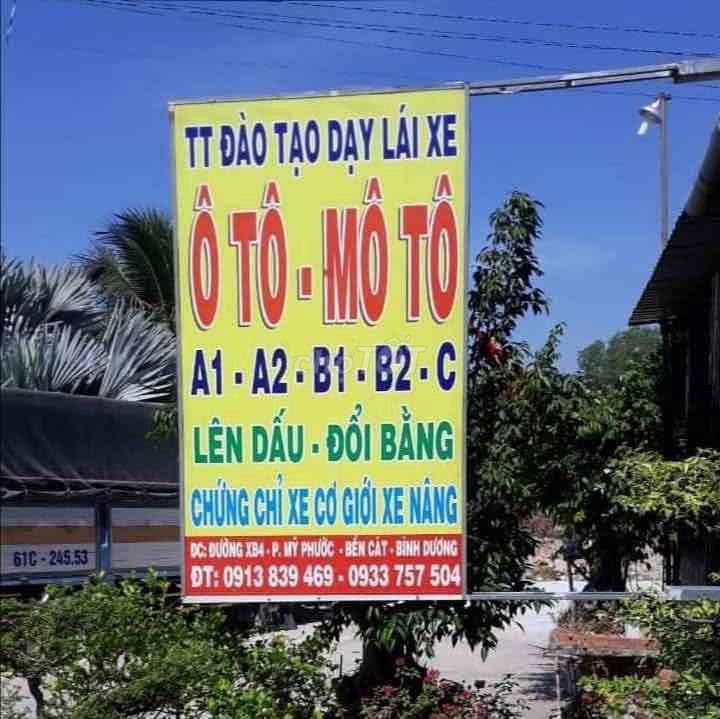 TT ĐÀO TẠO DẠY LÁI XE
Ô TÔ - MÔ TÔ
A1 - A2 - B1 - B2 - C
LÊN DẤU - ĐỔI BẰNG
CHỨNG CHỈ XE CƠ GIỚI XE NÂNG
ĐC: ĐƯỜNG XB4 - P. MỸ PHƯỚC - BẾN CÁT - BÌNH DƯƠNG
ĐT: 0913 839 469 - 0933 757 504
61C - 245.53
chợTỐT